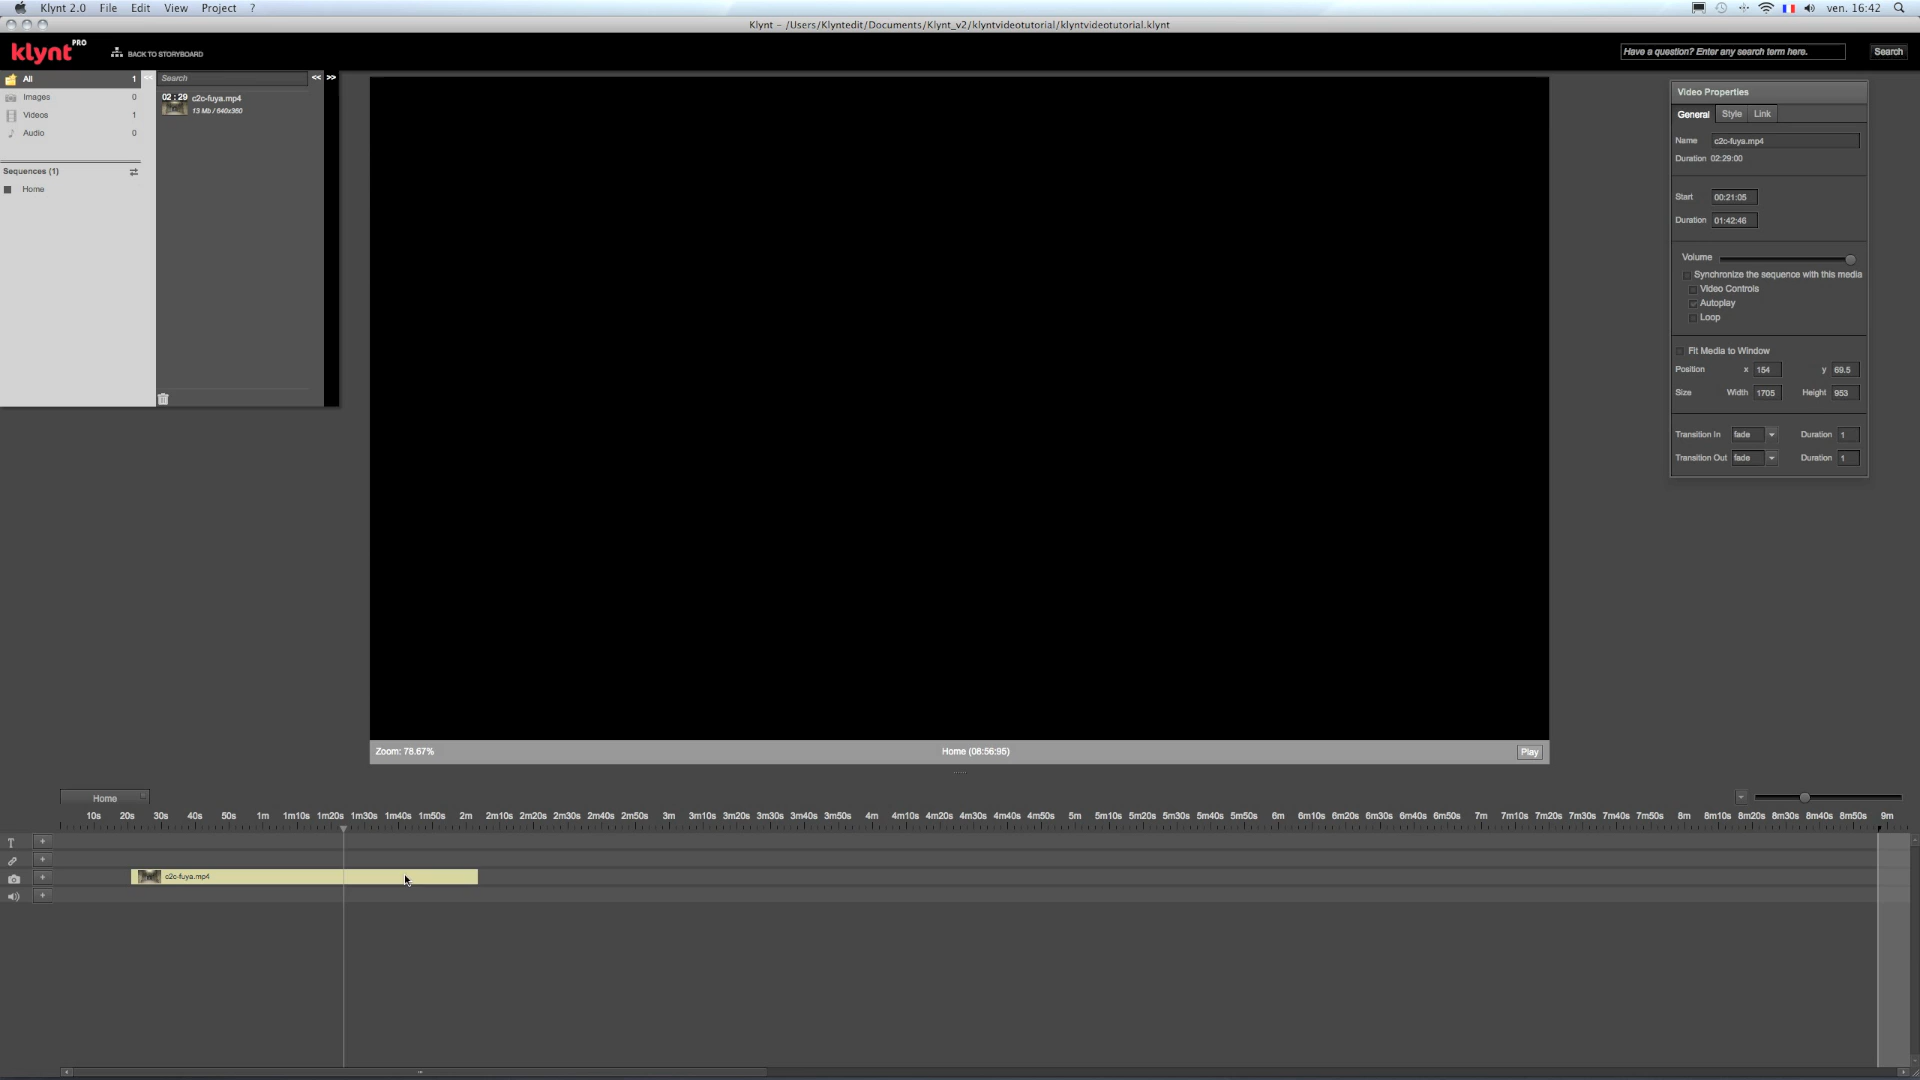 Klynt 2.0 File Edit View Project ?
ven. 16:42
Klynt – /Users/Klyntedit/Documents/Klynt_v2/klyntvideotutorial/klyntvideotutorial.klynt
klynt PRO
BACK TO STORYBOARD
Have a question? Enter any search term here.
Search
All 1
Images 0
Videos 1
Audio 0
Sequences (1)
Home
Search
<< << >>
02:29
c2c-fuya.mp4
13 Mb / 640x360
Video Properties
General Style Link
Name c2c-fuya.mp4
Duration 02:29:00
Start 00:21:05
Duration 01:42:46
Volume
Synchronize the sequence with this media
Video Controls
Autoplay
Loop
Fit Media to Window
Position x 154 y 69.5
Size Width 1705 Height 953
Transition In fade Duration 1
Transition Out fade Duration 1
Zoom: 78.67% Home (08:56:95) Play
Home
10s 20s 30s 40s 50s 1m 1m10s 1m20s 1m30s 1m40s 1m50s 2m 2m10s 2m20s 2m30s 2m40s 2m50s 3m 3m10s 3m20s 3m30s 3m40s 3m50s 4m 4m10s 4m20s 4m30s 4m40s 4m50s 5m 5m10s 5m20s 5m30s 5m40s 5m50s 6m 6m10s 6m20s 6m30s 6m40s 6m50s 7m 7m10s 7m20s 7m30s 7m40s 7m50s 8m 8m10s 8m20s 8m30s 8m40s 8m50s 9m
T +
+
+ c2c-fuya.mp4
+